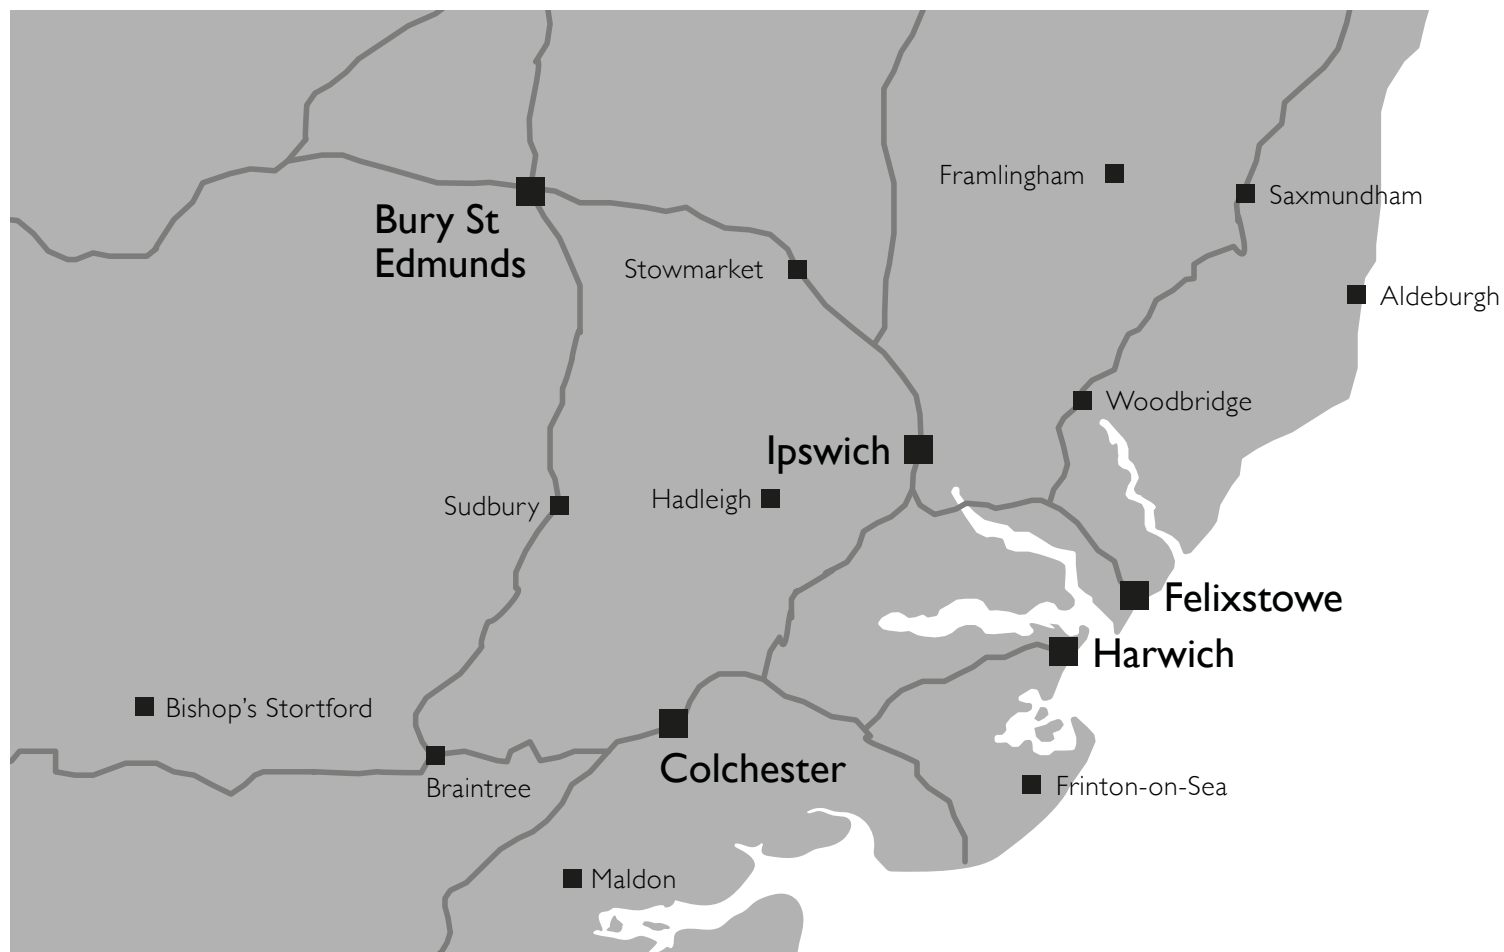 Framlingham
Saxmundham
Bury St
Edmunds
Stowmarket
Aldeburgh
Woodbridge
Ipswich
Sudbury
Hadleigh
Felixstowe
Harwich
Bishop's Stortford
Colchester
Braintree
Frinton-on-Sea
Maldon